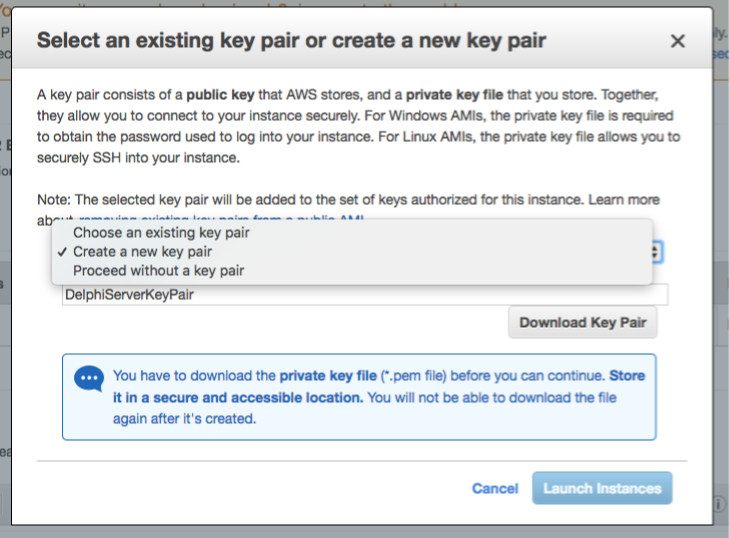 Select an existing key pair or create a new key pair
A key pair consists of a public key that AWS stores, and a private key file that you store. Together,
they allow you to connect to your instance securely. For Windows AMIs, the private key file is required
to obtain the password used to log into your instance. For Linux AMIs, the private key file allows you to
securely SSH into your instance.
Note: The selected key pair will be added to the set of keys authorized for this instance. Learn more
about removing existing key pairs from a public AMI
Choose an existing key pair
✓ Create a new key pair
Proceed without a key pair
DelphiServerKeyPair
Download Key Pair
You have to download the private key file (*.pem file) before you can continue. Store
it in a secure and accessible location. You will not be able to download the file
again after it's created.
Cancel
Launch Instances